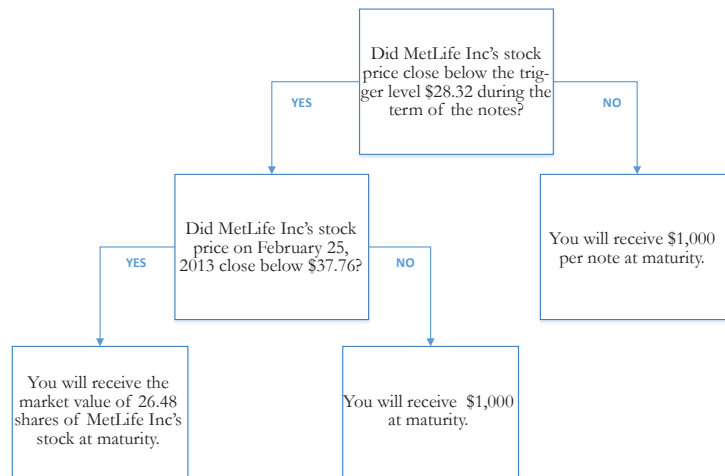 Did MetLife Inc's stock
price close below the trig-
ger level $28.32 during the
term of the notes?
YES
NO
Did MetLife Inc's stock
price on February 25,
2013 close below $37.76?
You will receive $1,000
per note at maturity.
YES
NO
You will receive the
market value of 26.48
shares of MetLife Inc's
stock at maturity.
You will receive $1,000
at maturity.